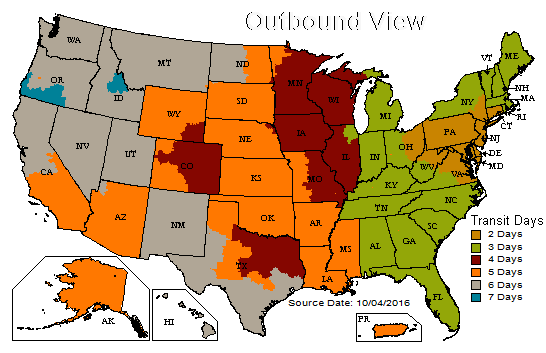 Outbound View
WA
MT
ND
MN
OR
ID
SD
WI
MI
VT
ME
NY
NH
MA
RI
CT
WY
NE
IA
PA
NJ
DE
MD
NV
UT
CO
KS
MO
IL
IN
OH
WV
VA
CA
KY
NC
AZ
NM
OK
AR
TN
SC
TX
LA
MS
AL
GA
FL
Transit Days
2 Days
3 Days
4 Days
5 Days
6 Days
7 Days
AK
HI
PR
Source Date: 10/04/2016